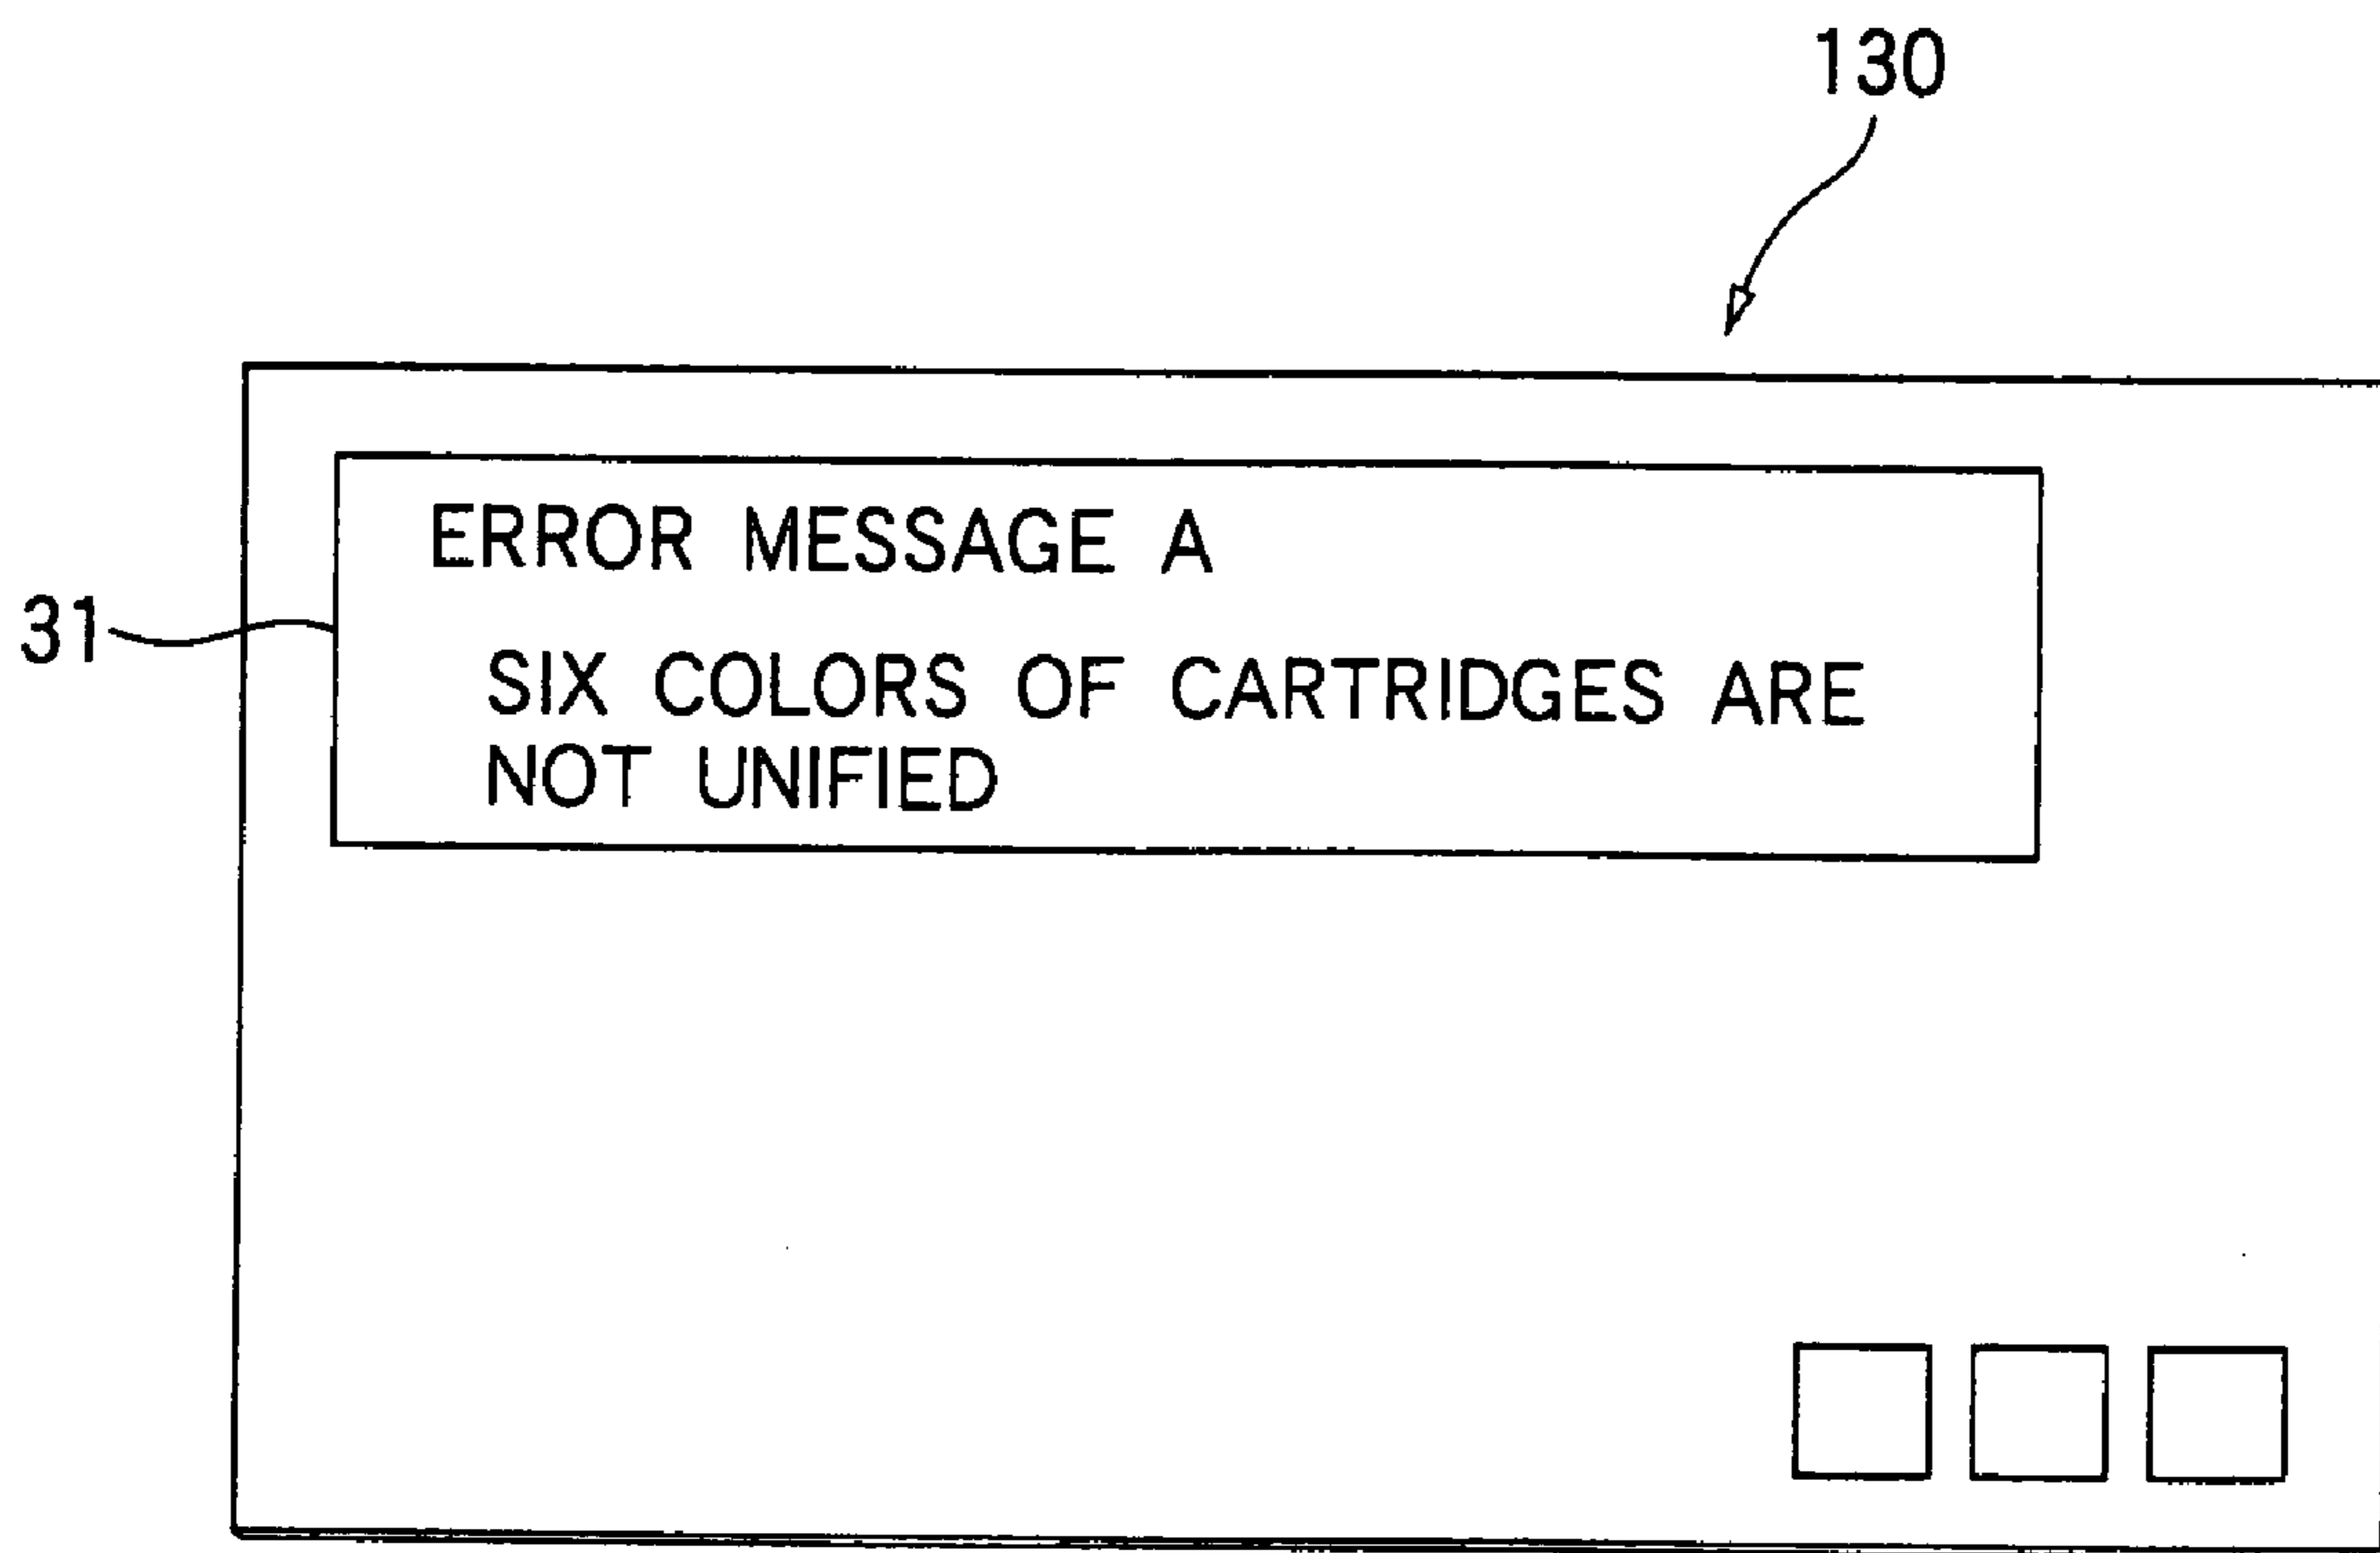 130
ERROR MESSAGE A
31
SIX COLORS OF CARTRIDGES ARE
NOT UNIFIED